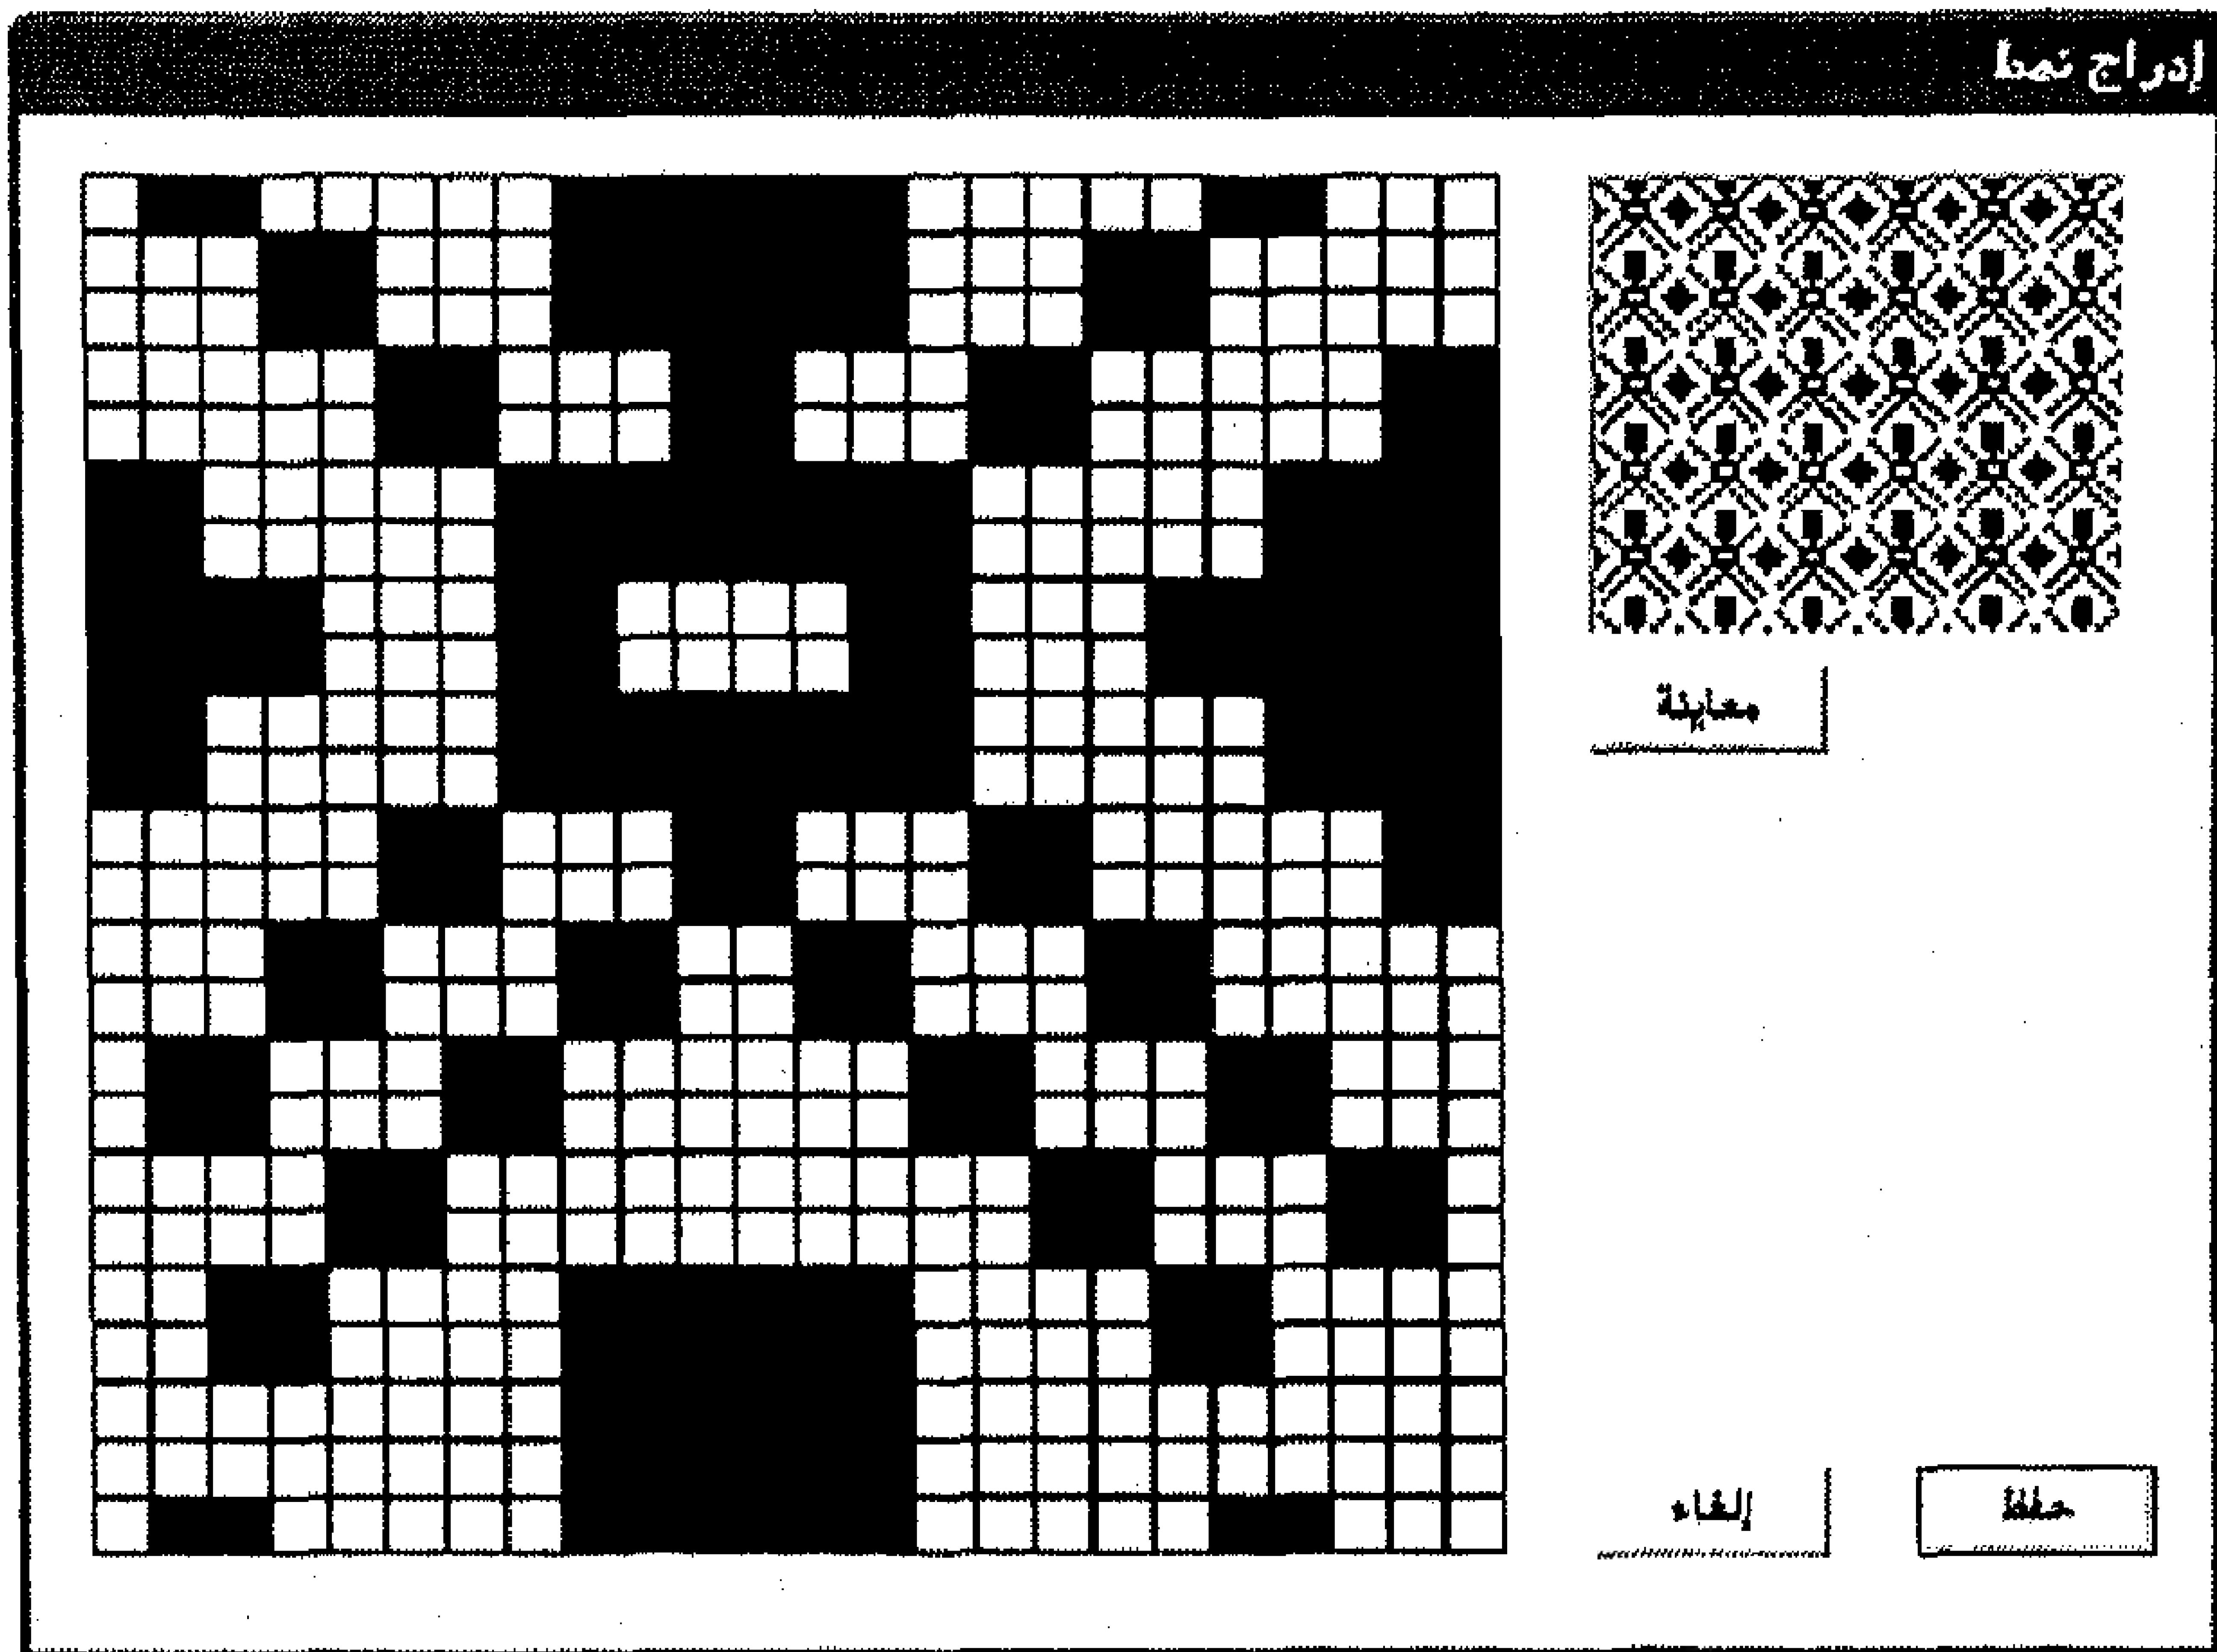 إدراج نمط
معاينة
حفظ
إلغاء